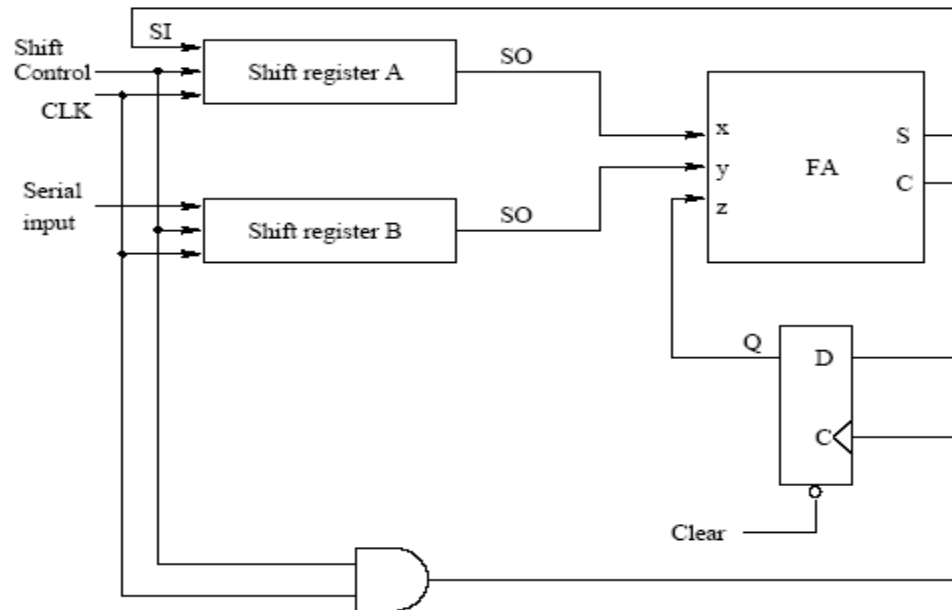 SI
Shift
Control
CLK
Shift register A
SO
x
y
z
FA
S
C
Serial
input
Shift register B
SO
Q
D
C
Clear